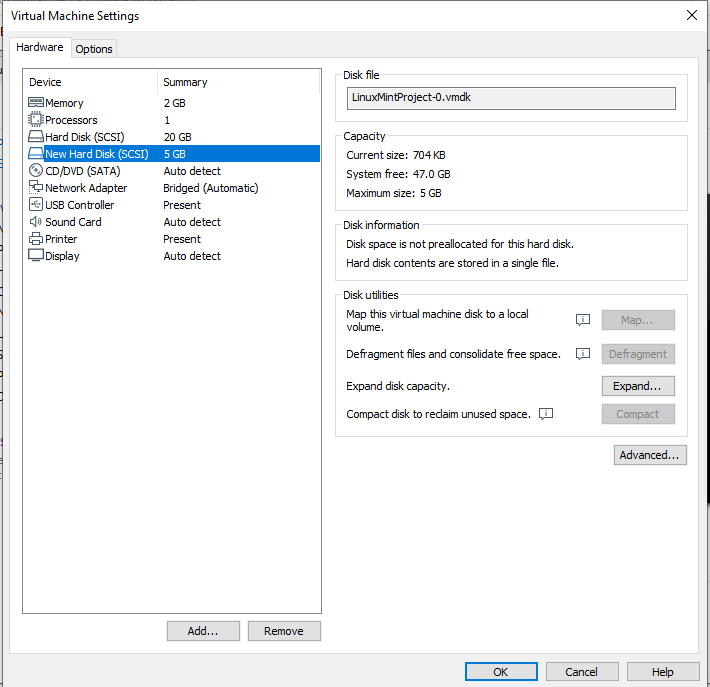 Virtual Machine Settings
Hardware
Options
Device Summary
Memory 2 GB
Processors 1
Hard Disk (SCSI) 20 GB
New Hard Disk (SCSI) 5 GB
CD/DVD (SATA) Auto detect
Network Adapter Bridged (Automatic)
USB Controller Present
Sound Card Auto detect
Printer Present
Display Auto detect
Add...
Remove
Disk file
LinuxMintProject-0.vmdk
Capacity
Current size: 704 KB
System free: 47.0 GB
Maximum size: 5 GB
Disk information
Disk space is not preallocated for this hard disk.
Hard disk contents are stored in a single file.
Disk utilities
Map this virtual machine disk to a local
volume.
Map...
Defragment files and consolidate free space.
Defragment
Expand disk capacity.
Expand...
Compact disk to reclaim unused space.
Compact
Advanced...
OK
Cancel
Help